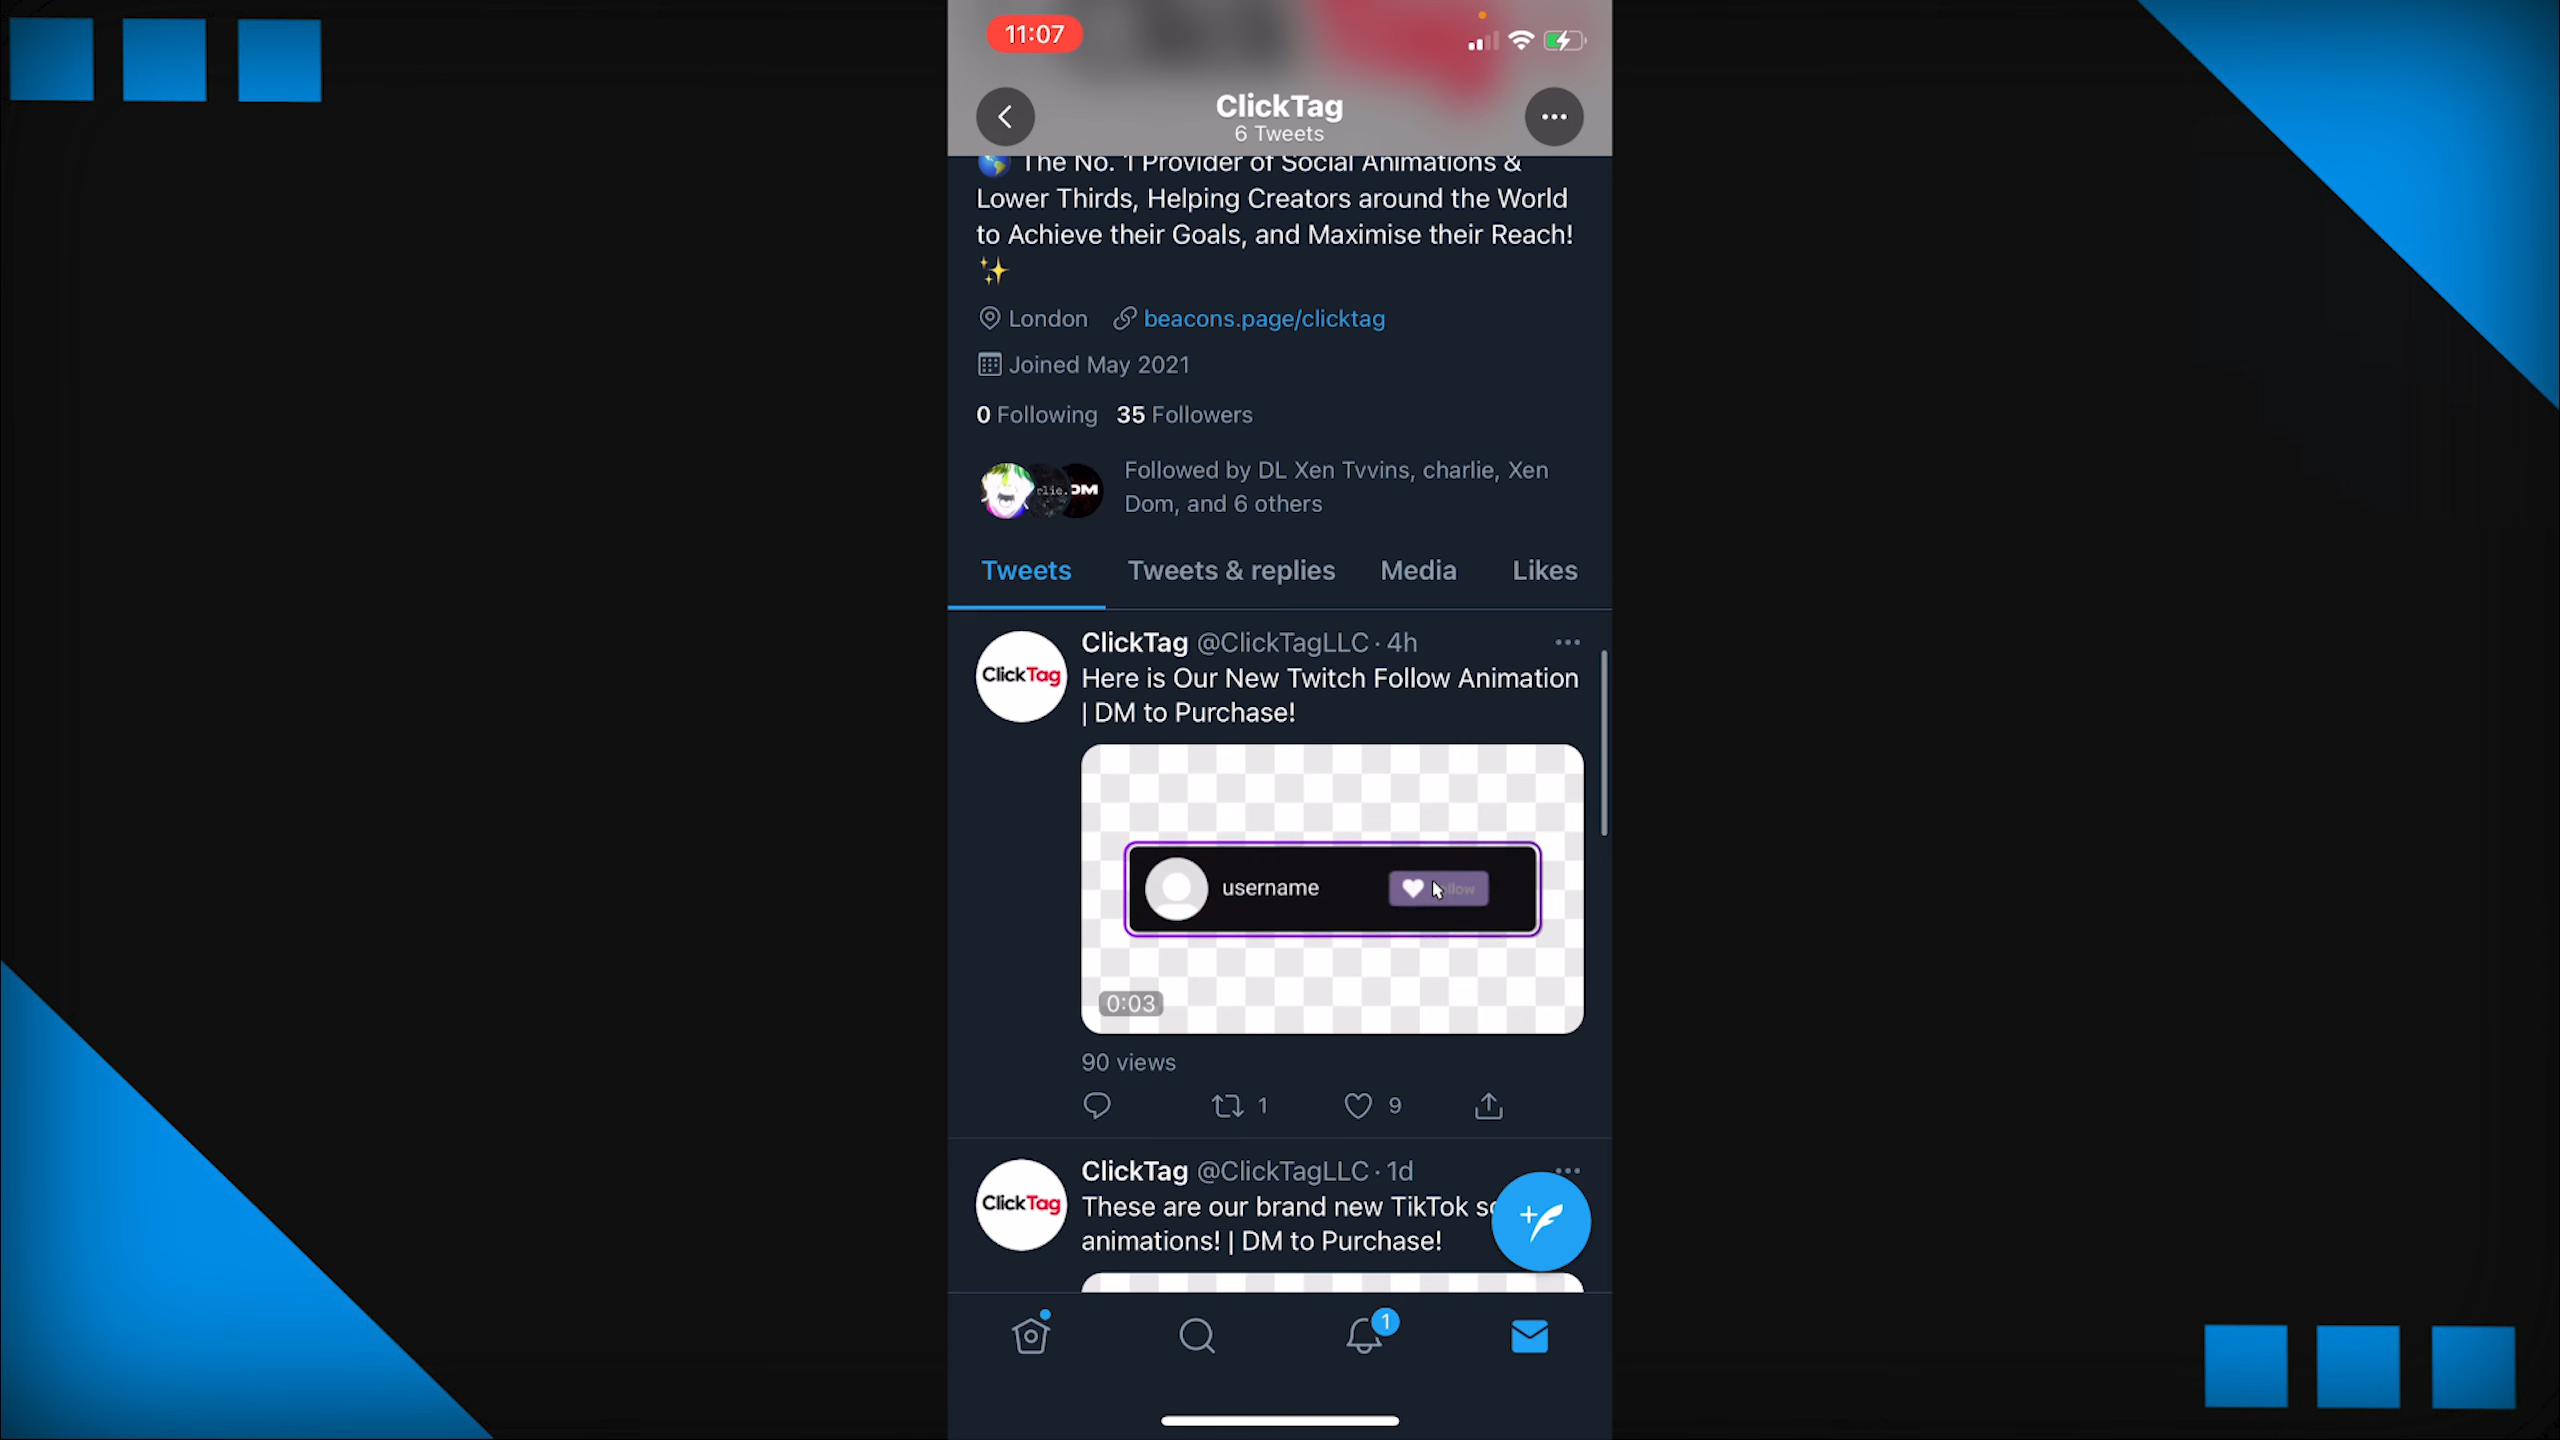 11:07
ClickTag
6 Tweets
The No. 1 Provider of Social Animations &
Lower Thirds, Helping Creators around the World
to Achieve their Goals, and Maximise their Reach!
London beacons.page/clicktag
Joined May 2021
0 Following 35 Followers
Followed by DL Xen Tvvins, charlie, Xen
Dom, and 6 others
Tweets Tweets & replies Media Likes
ClickTag @ClickTagLLC · 4h
ClickTag
Here is Our New Twitch Follow Animation
| DM to Purchase!
username
0:03
90 views
1 9
ClickTag @ClickTagLLC · 1d
ClickTag
These are our brand new TikTok
animations! | DM to Purchase!
1